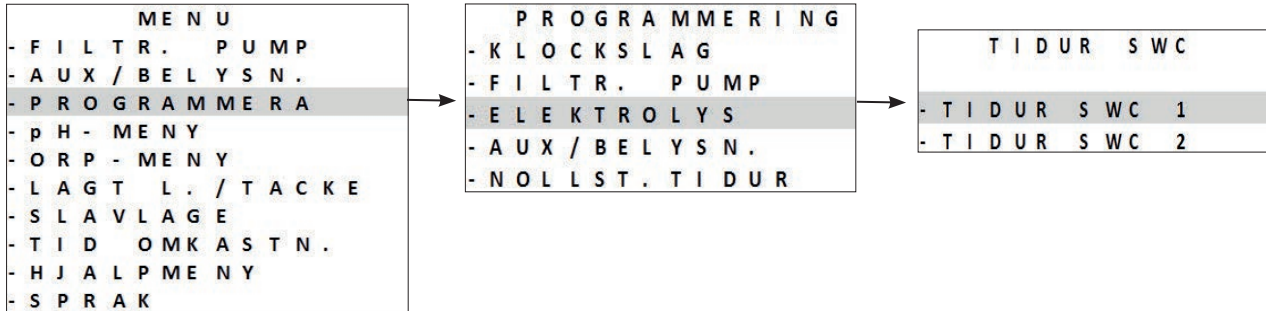 MENU
-FILTR. PUMP
-AUX/BELYSN.
-PROGRAMMERA
-pH-MENY
-ORP-MENY
-LAGT L./TACKE
-SLAVLAGE
-TID OMKASTN.
-HJALPMENY
-SPRAK
PROGRAMMERING
-KLOCKSLAG
-FILTR. PUMP
-ELEKTROLYS
-AUX/BELYSN.
-NOLLST.TIDUR
TIDUR SWC
-TIDUR SWC 1
-TIDUR SWC 2